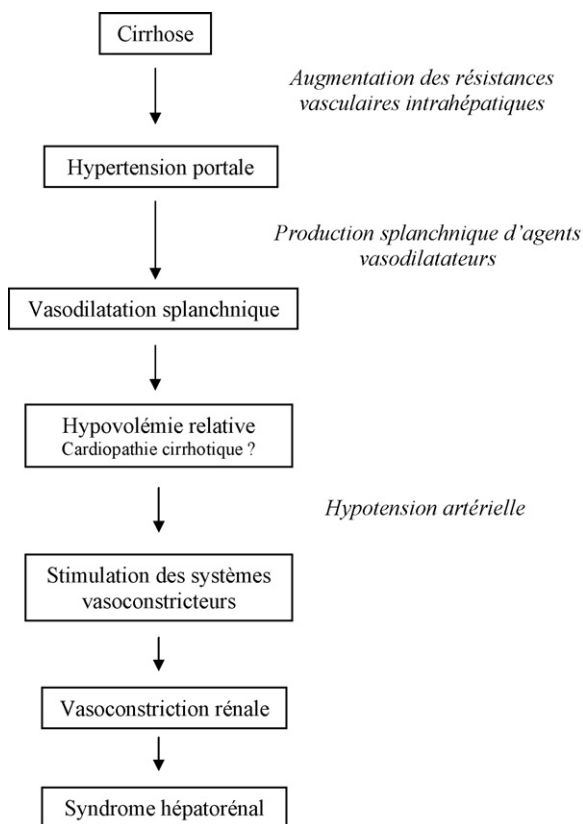 Cirrhose
Augmentation des résistances
vasculaires intrahépatiques
Hypertension portale
Production splanchnique d'agents
vasodilatateurs
Vasodilatation splanchnique
Hypovolémie relative
Cardiopathie cirrhotique ?
Hypotension artérielle
Stimulation des systèmes
vasoconstricteurs
Vasoconstriction rénale
Syndrome hépatorénal